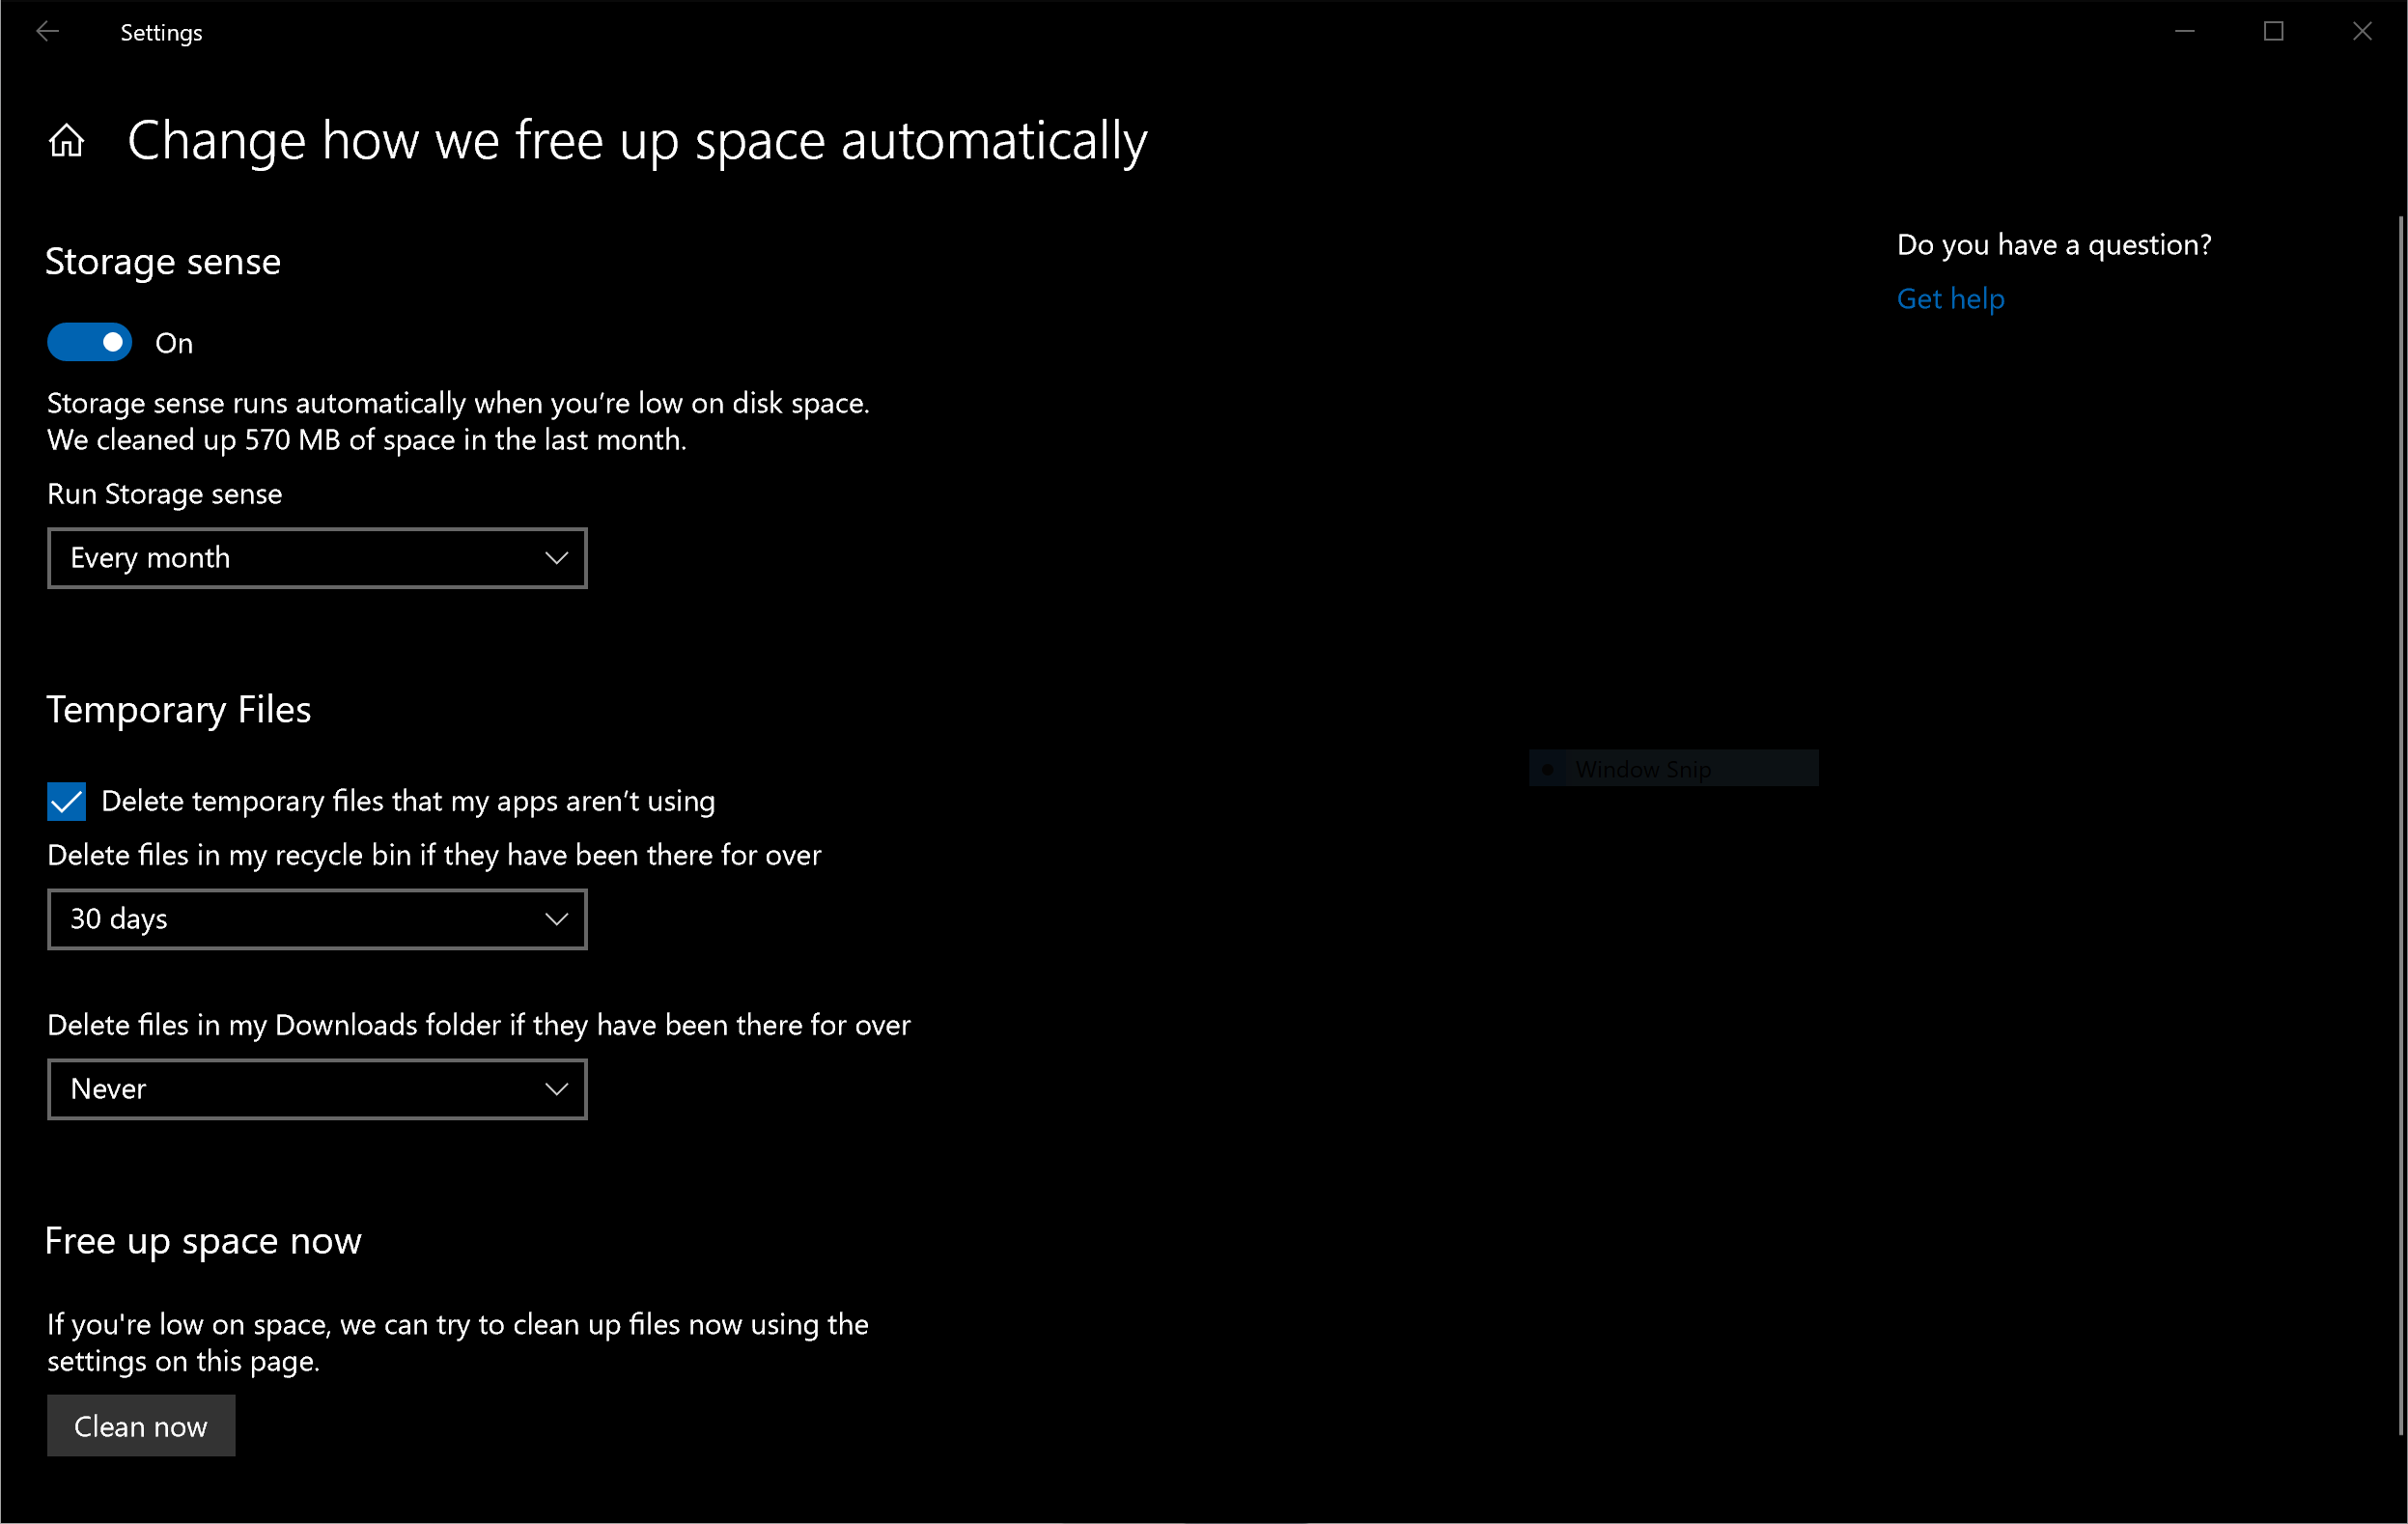 Settings
Change how we free up space automatically
Storage sense
On
Storage sense runs automatically when you’re low on disk space.
We cleaned up 570 MB of space in the last month.
Run Storage sense
Every month
Temporary Files
Delete temporary files that my apps aren’t using
Delete files in my recycle bin if they have been there for over
30 days
Delete files in my Downloads folder if they have been there for over
Never
Free up space now
If you're low on space, we can try to clean up files now using the
settings on this page.
Clean now
Do you have a question?
Get help
Window Snip